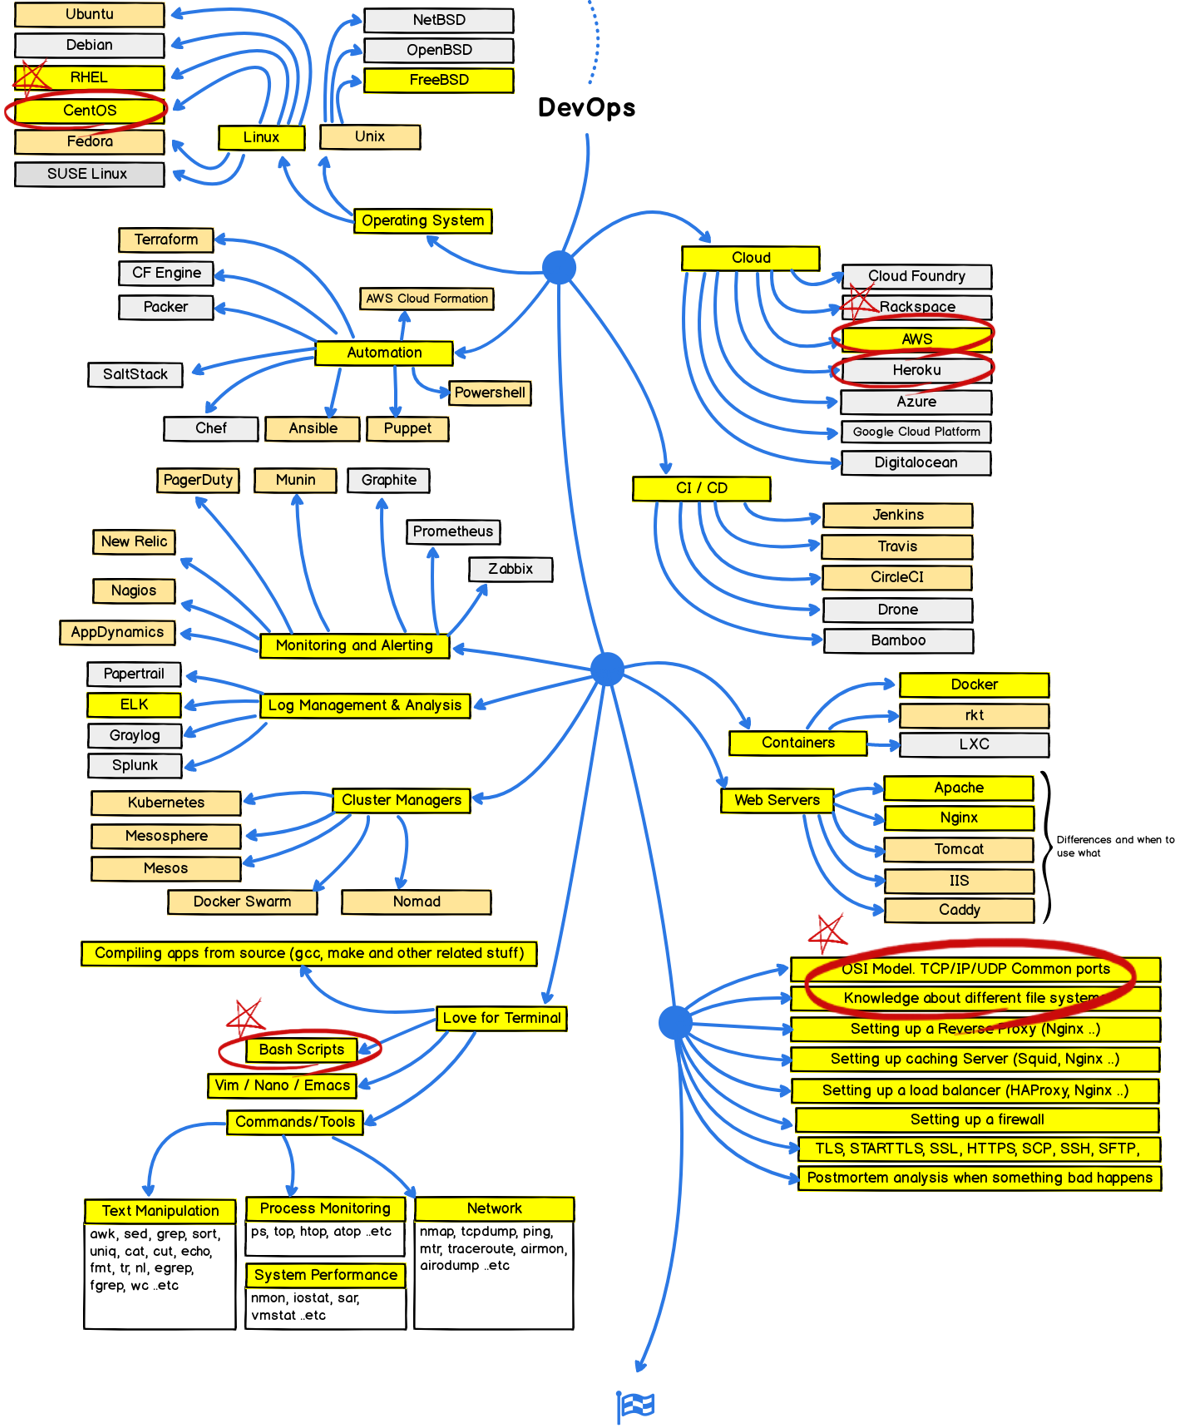 Ubuntu
Debian
RHEL
CentOS
Fedora
SUSE Linux
NetBSD
OpenBSD
FreeBSD
Linux
Unix
DevOps
Operating System
Terraform
CF Engine
Packer
AWS Cloud Formation
Automation
SaltStack
Powershell
Chef
Ansible
Puppet
Cloud
Cloud Foundry
Rackspace
AWS
Heroku
Azure
Google Cloud Platform
Digitalocean
CI / CD
Jenkins
Travis
CircleCI
Drone
Bamboo
PagerDuty
Munin
Graphite
Prometheus
New Relic
Zabbix
Nagios
AppDynamics
Monitoring and Alerting
Papertrail
ELK
Log Management & Analysis
Graylog
Splunk
Containers
Docker
rkt
LXC
Cluster Managers
Kubernetes
Mesosphere
Mesos
Docker Swarm
Nomad
Web Servers
Apache
Nginx
Tomcat
IIS
Caddy
Differences and when to
use what
Compiling apps from source (gcc, make and other related stuff)
Love for Terminal
Bash Scripts
Vim / Nano / Emacs
Commands/Tools
OSI Model. TCP/IP/UDP Common ports
Knowledge about different file systems
Setting up a Reverse Proxy (Nginx ..)
Setting up caching Server (Squid, Nginx ..)
Setting up a load balancer (HAProxy, Nginx ..)
Setting up a firewall
TLS, STARTTLS, SSL, HTTPS, SCP, SSH, SFTP,
Postmortem analysis when something bad happens
Text Manipulation
awk, sed, grep, sort,
uniq, cat, cut, echo,
fmt, tr, nl, egrep,
fgrep, wc ..etc
Process Monitoring
ps, top, htop, atop ..etc
System Performance
nmon, iostat, sar,
vmstat ..etc
Network
nmap, tcpdump, ping,
mtr, traceroute, airmon,
airodump ..etc